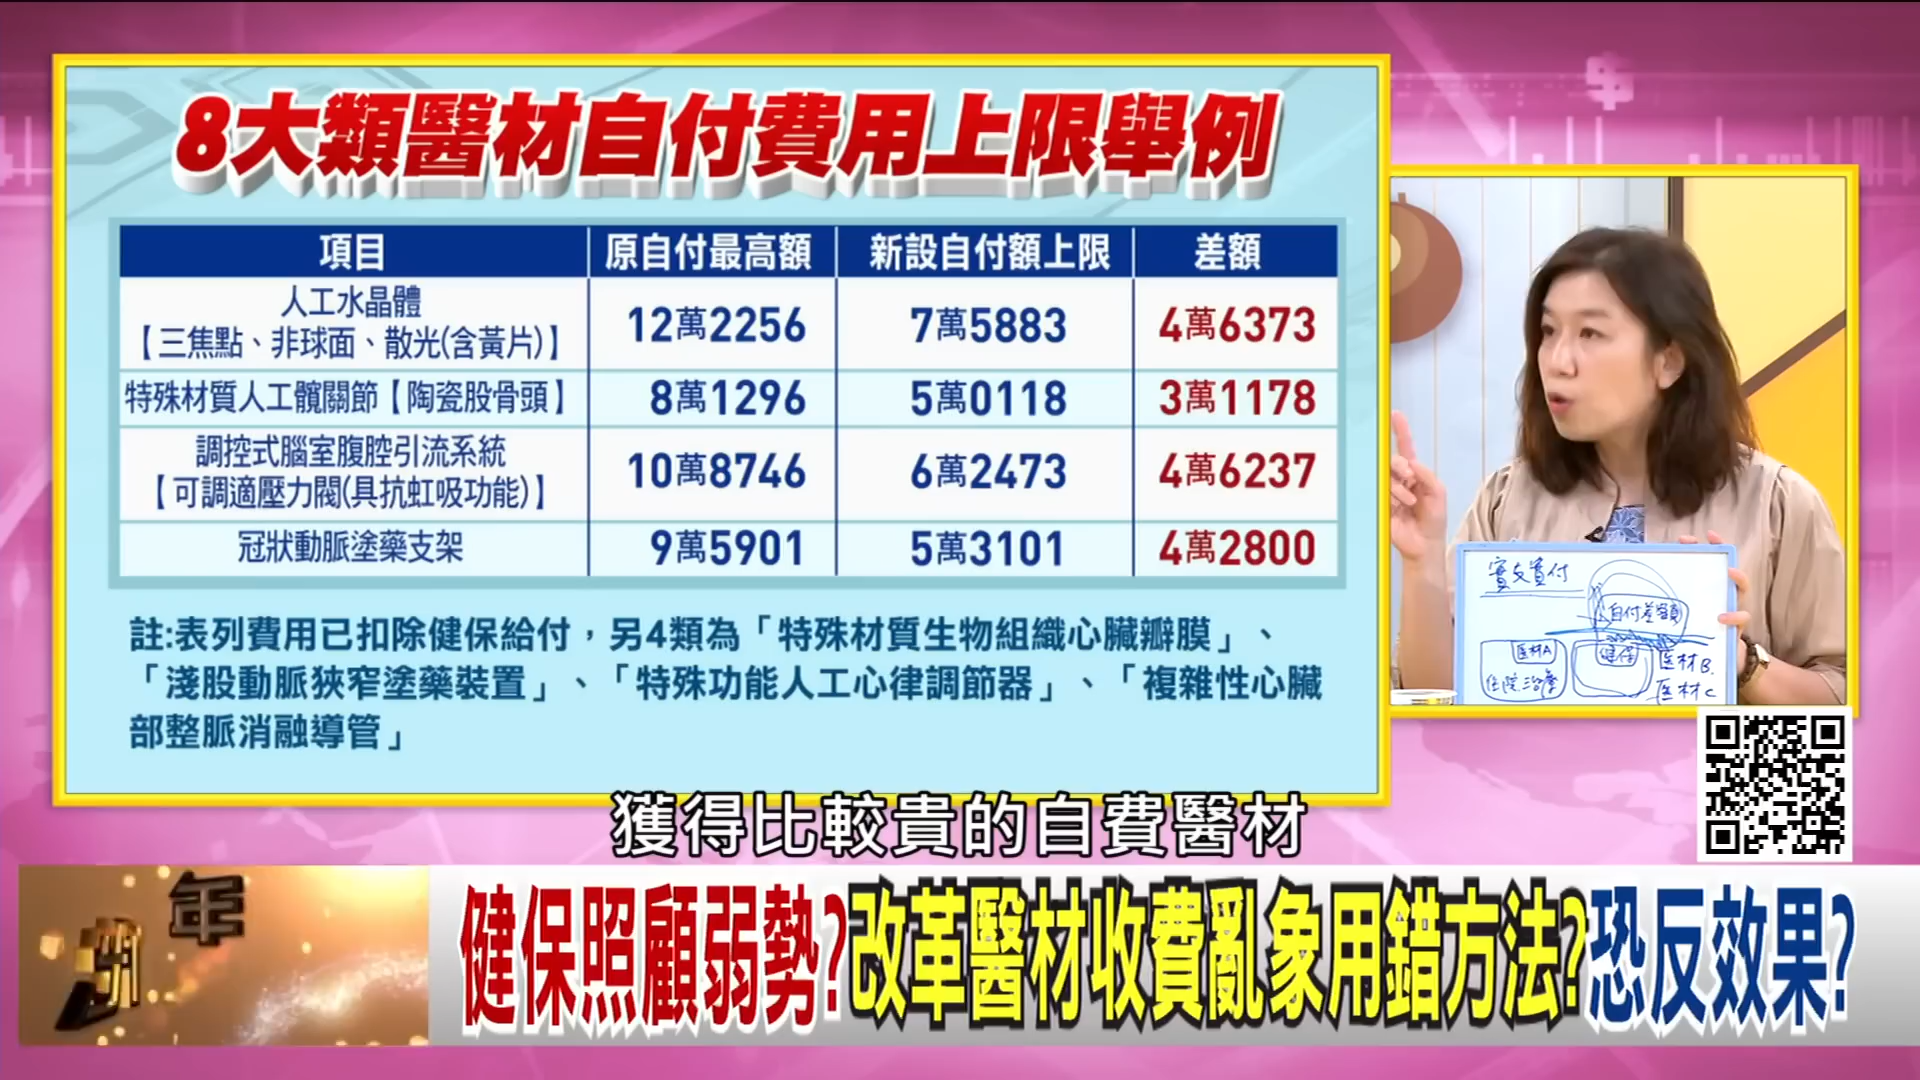 8大類醫材自付費用上限舉例
項目 原自付最高額 新設自付額上限 差額
人工水晶體
【三焦點、非球面、散光(含黃片)】 12萬2256 7萬5883 4萬6373
特殊材質人工髖關節【陶瓷股骨頭】 8萬1296 5萬0118 3萬1178
調控式腦室腹腔引流系統
【可調適壓力閥(具抗虹吸功能)】 10萬8746 6萬2473 4萬6237
冠狀動脈塗藥支架 9萬5901 5萬3101 4萬2800
註:表列費用已扣除健保給付，另4類為「特殊材質生物組織心臟瓣膜」、
「淺股動脈狹窄塗藥裝置」、「特殊功能人工心律調節器」、「複雜性心臟
部整脈消融導管」
自付差額
医材A
健保
医材B.
住院.治療
医材C
獲得比較貴的自費醫材
年
健保照顧弱勢?改革醫材收費亂象用錯方法?恐反效果?